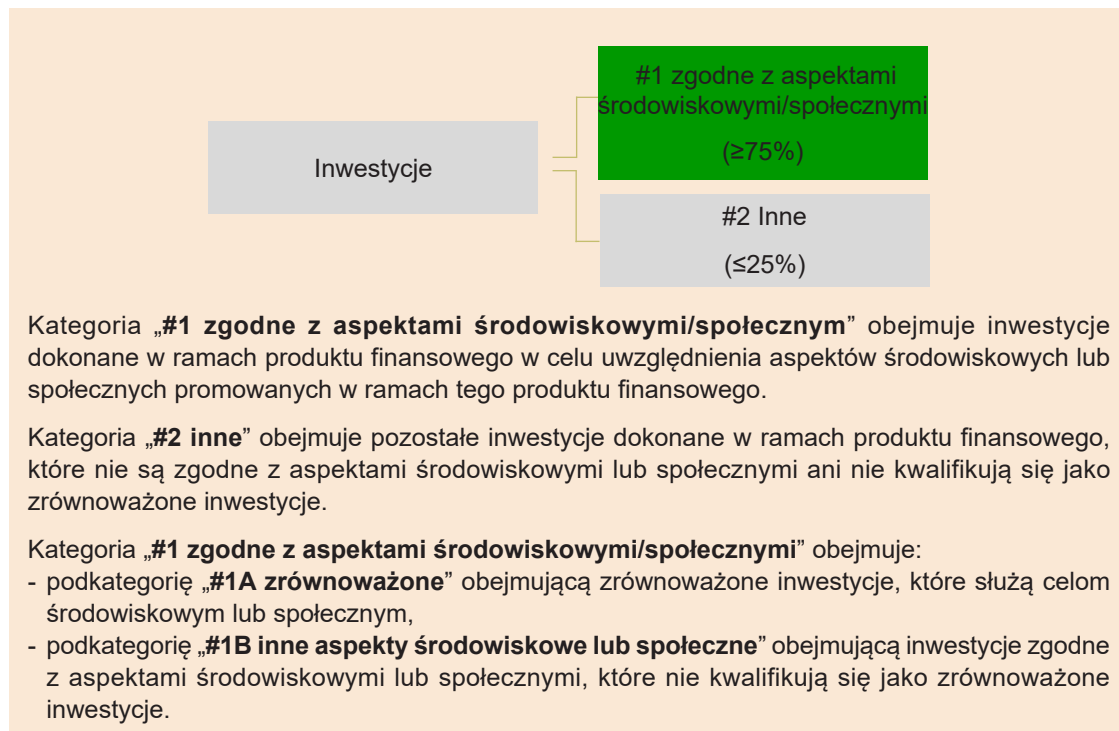 #1 zgodne z aspektami
środowiskowymi/społecznymi
(≥75%)
Inwestycje
#2 Inne
(≤25%)
Kategoria „#1 zgodne z aspektami środowiskowymi/społecznym” obejmuje inwestycje
dokonane w ramach produktu finansowego w celu uwzględnienia aspektów środowiskowych lub
społecznych promowanych w ramach tego produktu finansowego.
Kategoria „#2 inne” obejmuje pozostałe inwestycje dokonane w ramach produktu finansowego,
które nie są zgodne z aspektami środowiskowymi lub społecznymi ani nie kwalifikują się jako
zrównoważone inwestycje.
Kategoria „#1 zgodne z aspektami środowiskowymi/społecznymi” obejmuje:
- podkategorię „#1A zrównoważone” obejmującą zrównoważone inwestycje, które służą celom
środowiskowym lub społecznym,
- podkategorię „#1B inne aspekty środowiskowe lub społeczne” obejmującą inwestycje zgodne
z aspektami środowiskowymi lub społecznymi, które nie kwalifikują się jako zrównoważone
inwestycje.